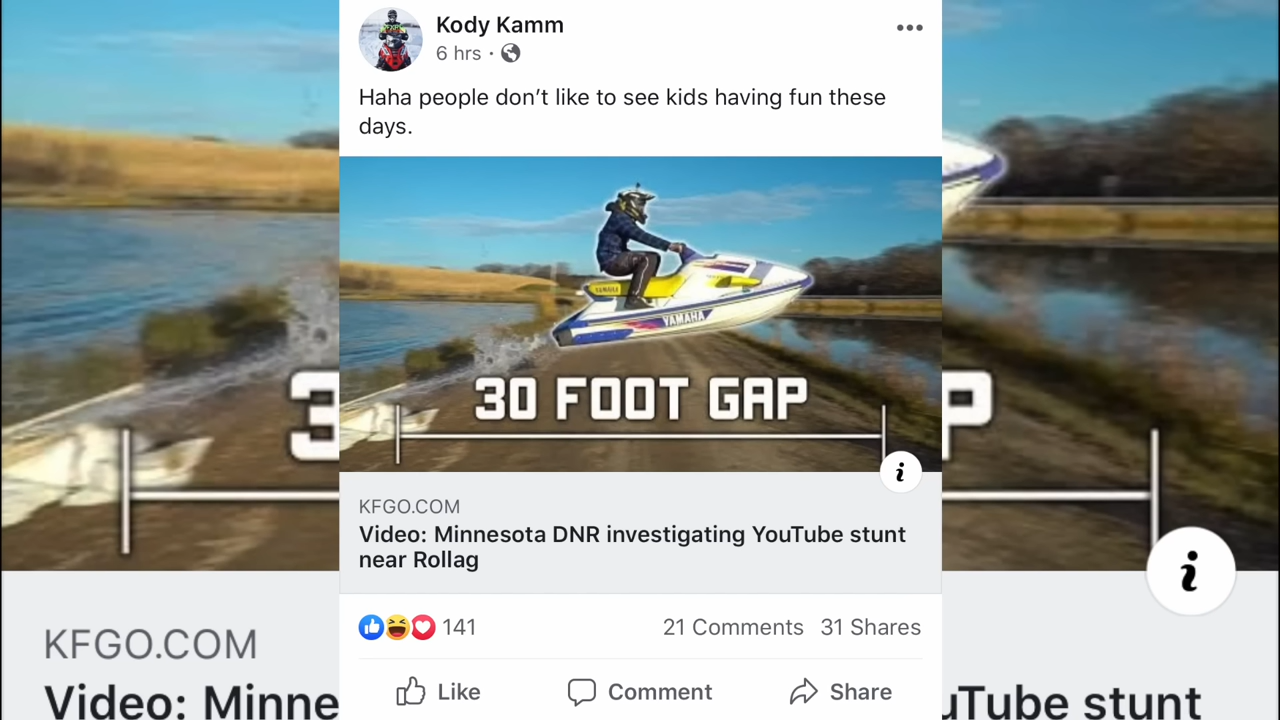 Kody Kamm
6 hrs ·
Haha people don’t like to see kids having fun these
days.
YAMAHA
30 FOOT GAP
i
KFGO.COM
Video: Minnesota DNR investigating YouTube stunt
near Rollag
141
21 Comments 31 Shares
Like Comment Share
3
P
i
KFGO.COM
Video: Minne
uTube stunt